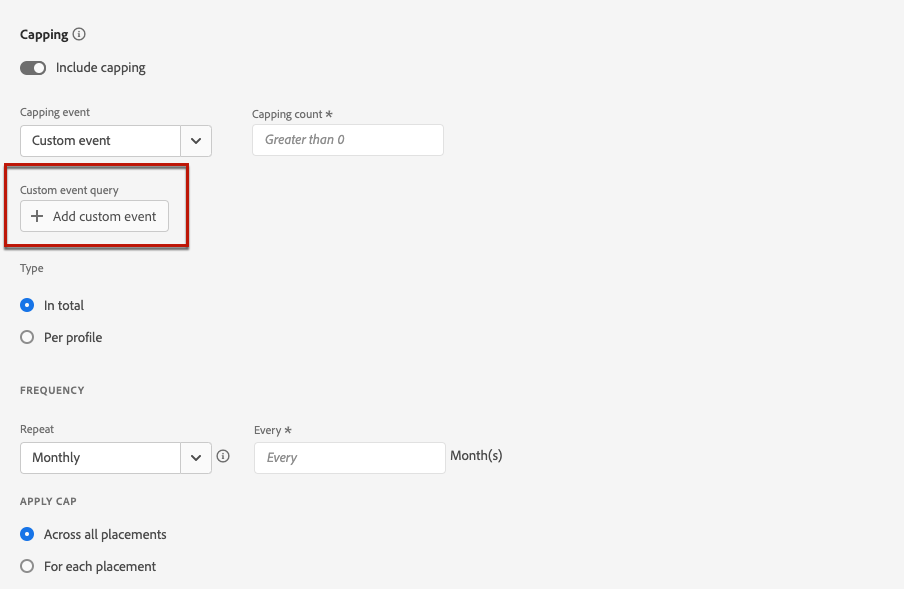 Capping
Include capping
Capping event
Capping count *
Custom event
Greater than 0
Custom event query
+ Add custom event
Type
In total
Per profile
FREQUENCY
Repeat
Every *
Monthly
Every
Month(s)
APPLY CAP
Across all placements
For each placement